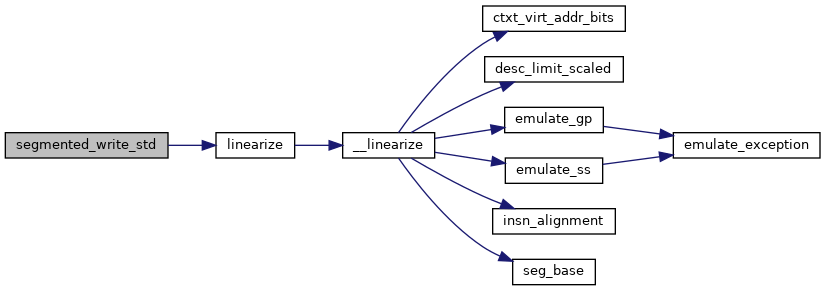 segmented_write_std
linearize
__linearize
ctxt_virt_addr_bits
desc_limit_scaled
emulate_gp
emulate_ss
insn_alignment
seg_base
emulate_exception